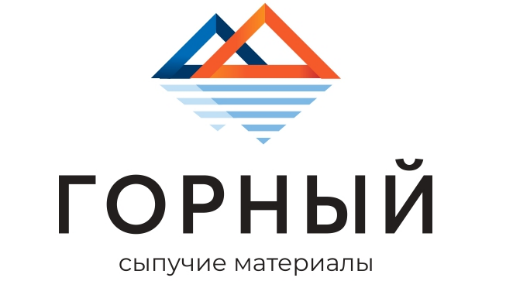 ГОРНЫЙ
сыпучие материалы